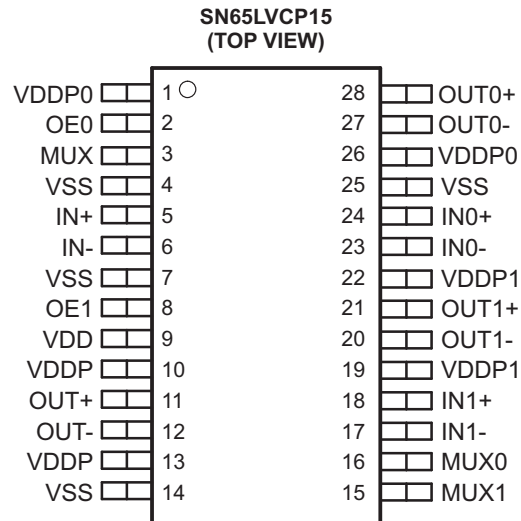 SN65LVCP15
(TOP VIEW)
VDDP0 1 28 OUT0+
OE0 2 27 OUT0-
MUX 3 26 VDDP0
VSS 4 25 VSS
IN+ 5 24 IN0+
IN- 6 23 IN0-
VSS 7 22 VDDP1
OE1 8 21 OUT1+
VDD 9 20 OUT1-
VDDP 10 19 VDDP1
OUT+ 11 18 IN1+
OUT- 12 17 IN1-
VDDP 13 16 MUX0
VSS 14 15 MUX1